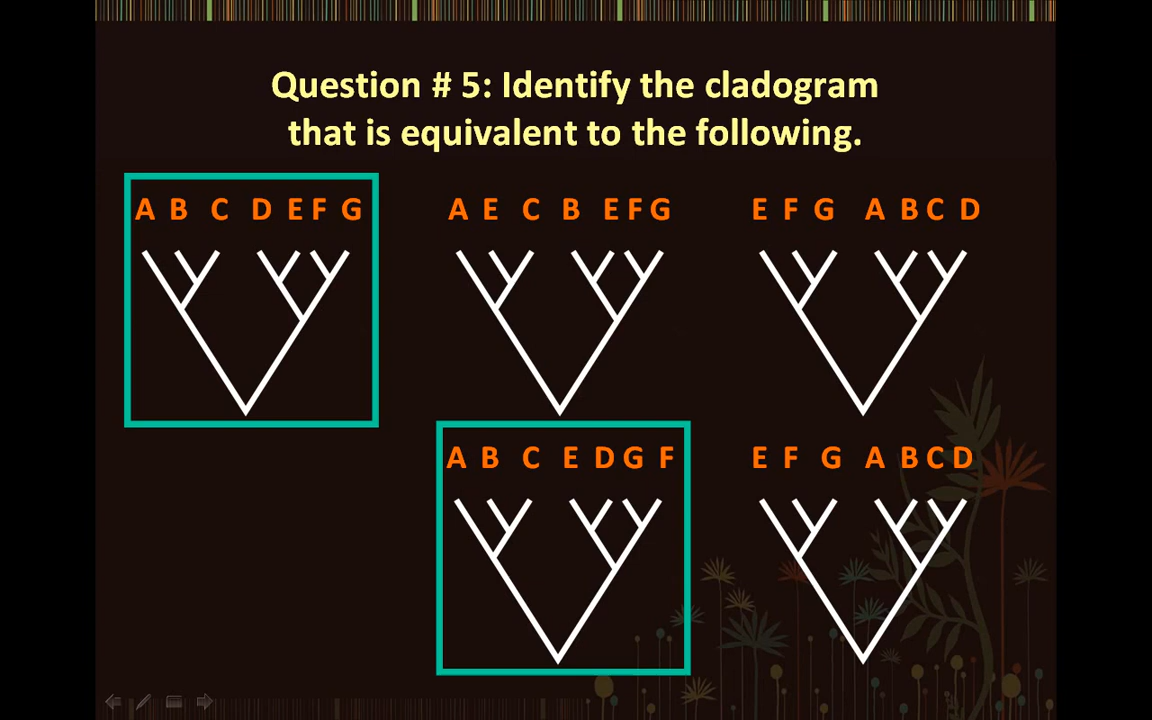 Question # 5: Identify the cladogram
that is equivalent to the following.
A B C D E F G
A E C B E F G
E F G A B C D
A B C E D G F
E F G A B C D